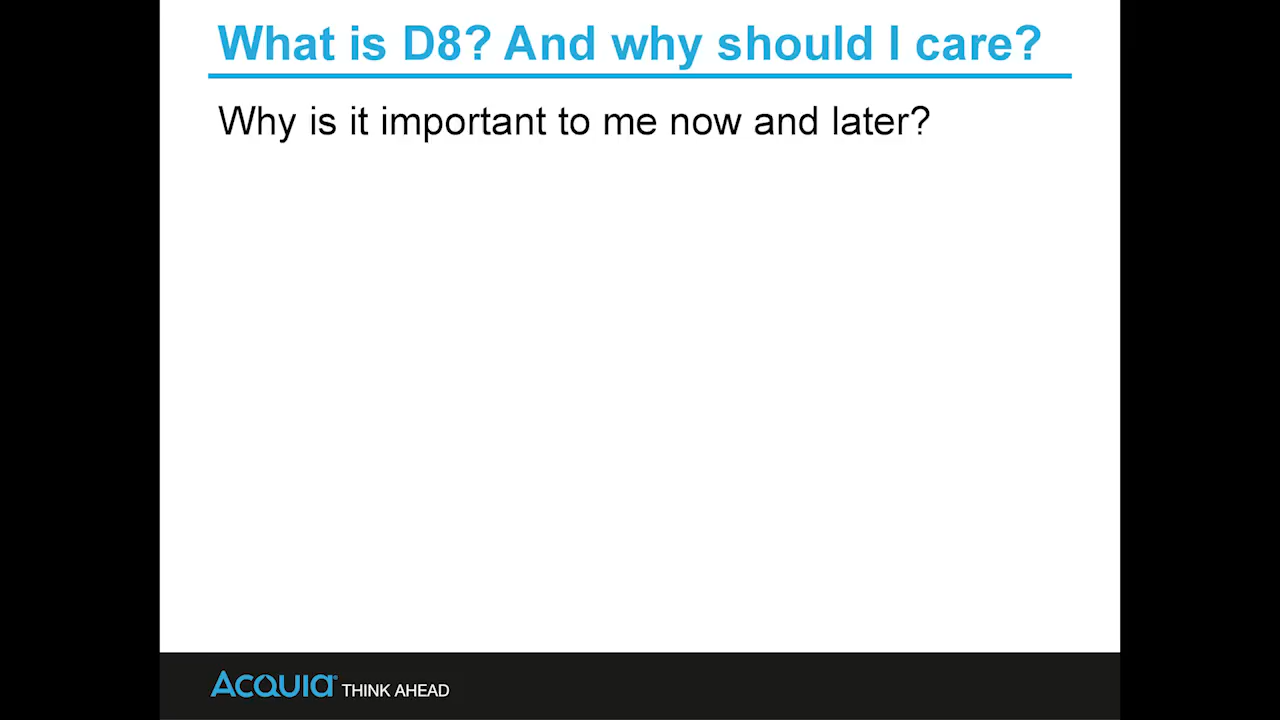 What is D8? And why should I care?
Why is it important to me now and later?
Acquia THINK AHEAD